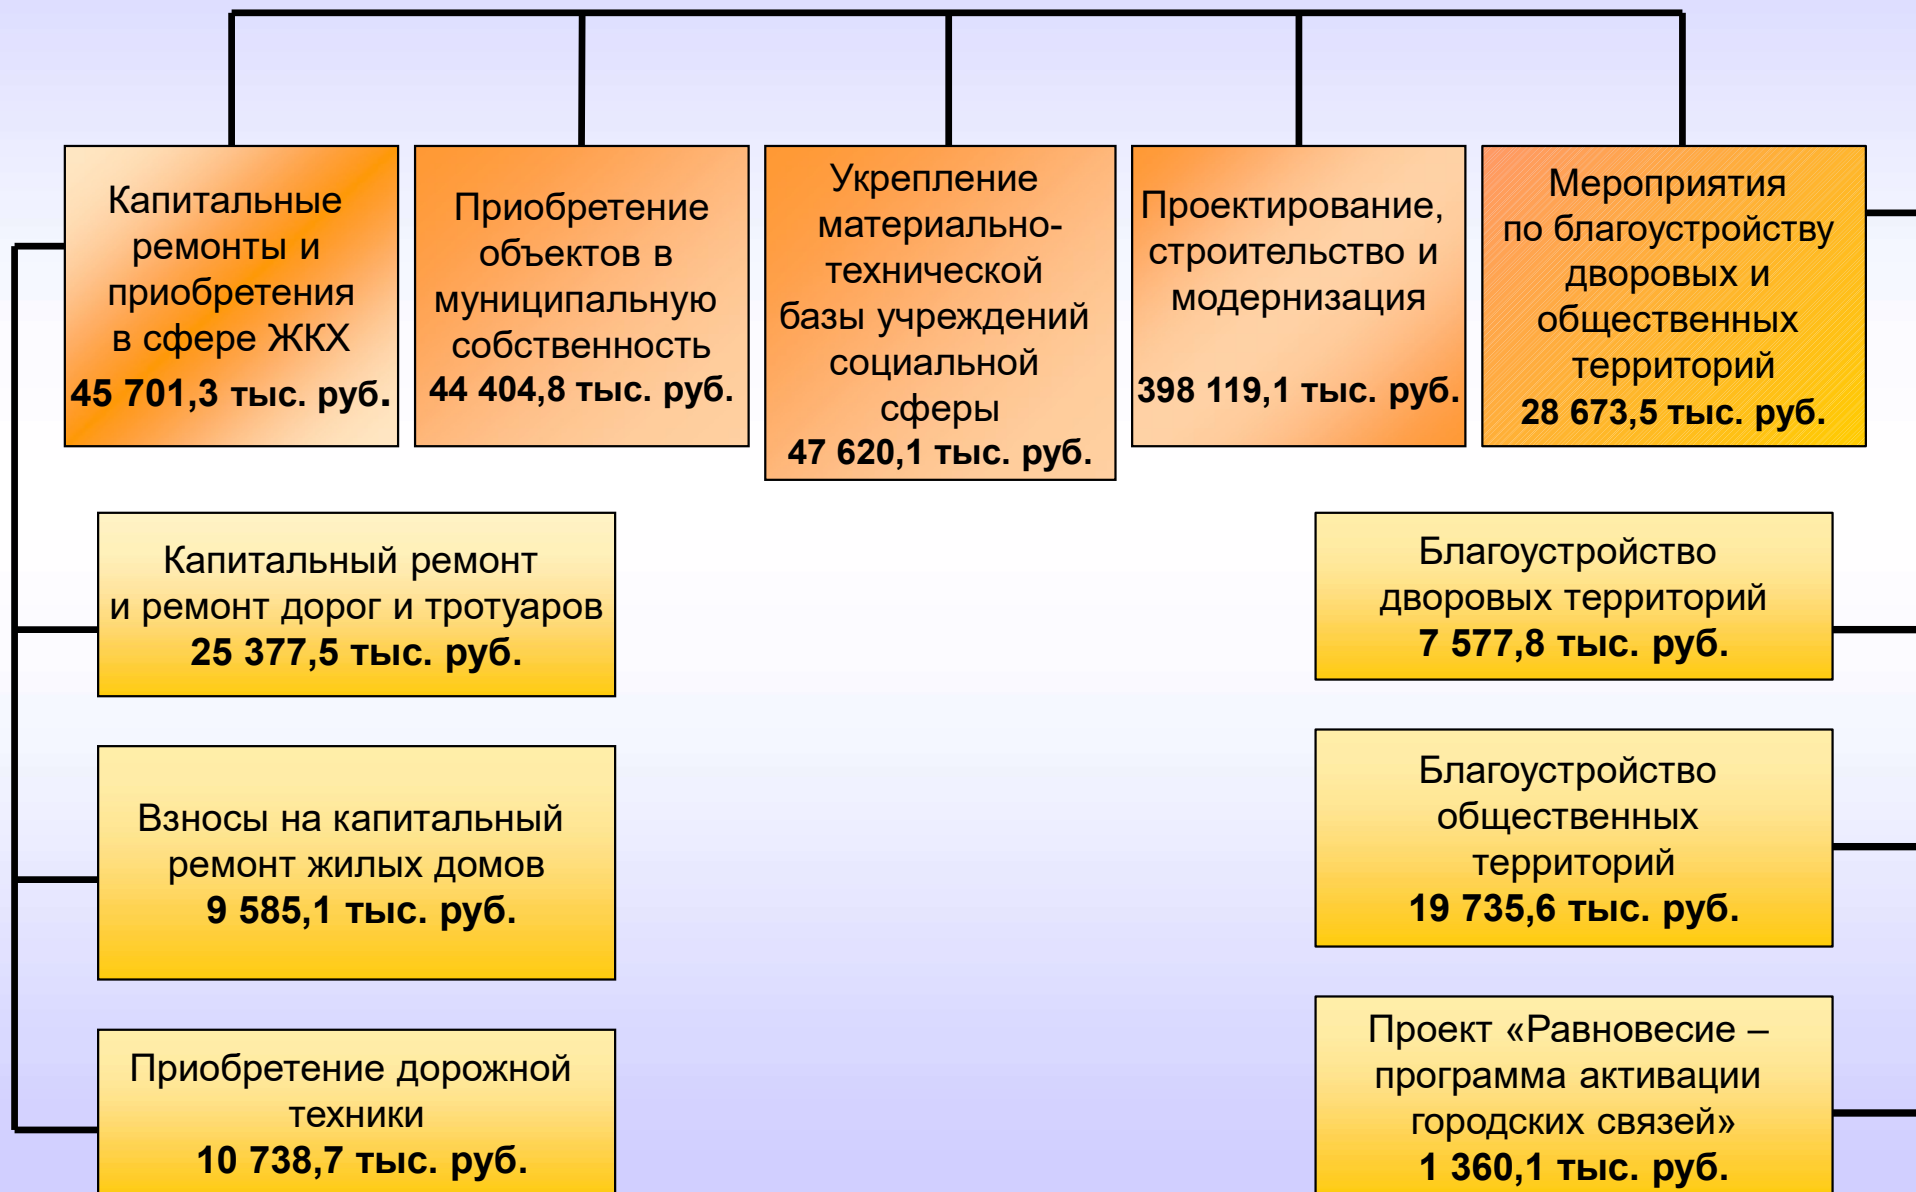 Капитальные
ремонты и
приобретения
в сфере ЖКХ
45 701,3 тыс. руб.
Приобретение
объектов в
муниципальную
собственность
44 404,8 тыс. руб.
Укрепление
материально-
технической
базы учреждений
социальной
сферы
47 620,1 тыс. руб.
Проектирование,
строительство и
модернизация
398 119,1 тыс. руб.
Мероприятия
по благоустройству
дворовых и
общественных
территорий
28 673,5 тыс. руб.
Капитальный ремонт
и ремонт дорог и тротуаров
25 377,5 тыс. руб.
Взносы на капитальный
ремонт жилых домов
9 585,1 тыс. руб.
Приобретение дорожной
техники
10 738,7 тыс. руб.
Благоустройство
дворовых территорий
7 577,8 тыс. руб.
Благоустройство
общественных
территорий
19 735,6 тыс. руб.
Проект «Равновесие –
программа активации
городских связей»
1 360,1 тыс. руб.